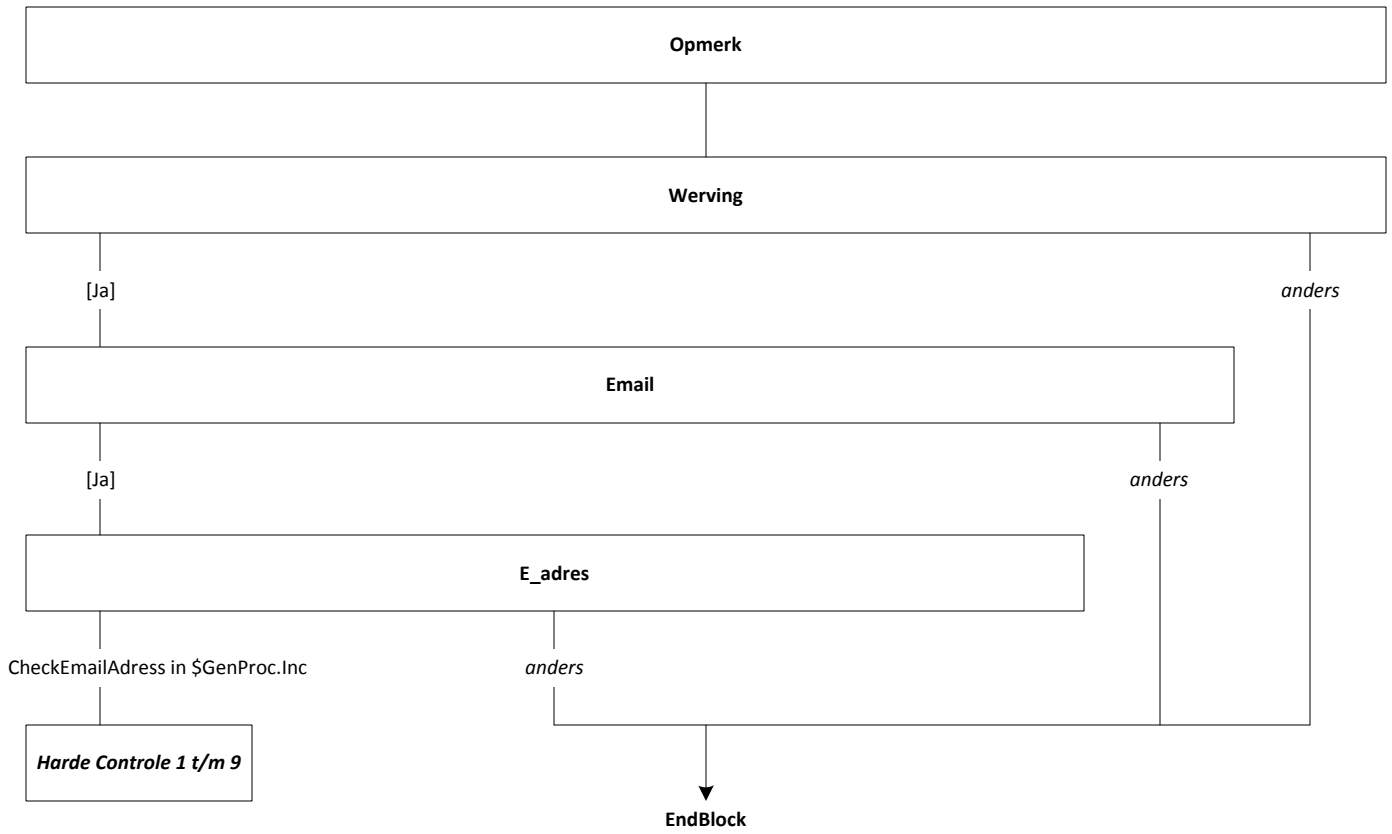 Opmerk
Werving
[Ja]
anders
Email
[Ja]
anders
E_adres
CheckEmailAdress in $GenProc.Inc
anders
Harde Controle 1 t/m 9
EndBlock